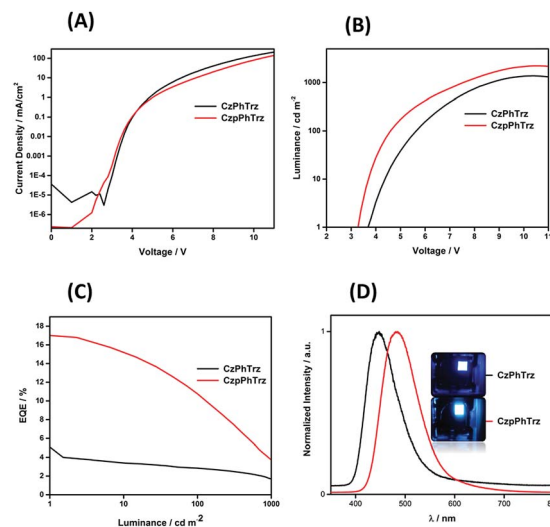 (A)
Current Density / mA/cm²
100
10
1
0.1
0.01
0.001
1E-4
1E-5
1E-6
CzPhTrz
CzpPhTrz
0 2 4 6 8 10
Voltage / V
(B)
Luminance / cd m⁻²
1000
100
10
1
CzPhTrz
CzpPhTrz
2 3 4 5 6 7 8 9 10 11
Voltage / V
(C)
EQE / %
18
16
14
12
10
8
6
4
2
0
CzPhTrz
CzpPhTrz
1 10 100 1000
Luminance / cd m⁻²
(D)
Normalized Intensity / a.u.
1
CzPhTrz
CzpPhTrz
400 500 600 700 800
λ / nm